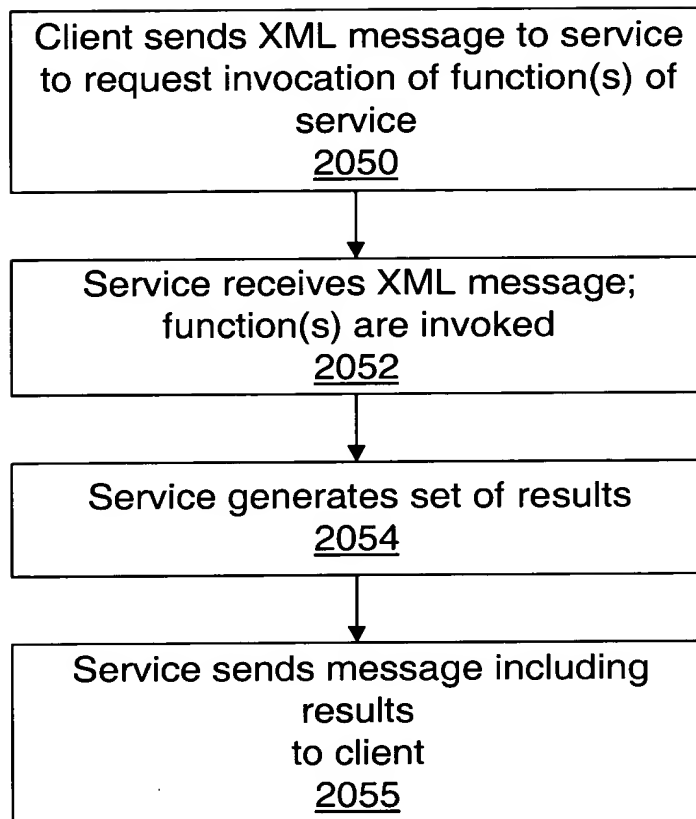 Client sends XML message to service
to request invocation of function(s) of
service
2050
Service receives XML message;
function(s) are invoked
2052
Service generates set of results
2054
Service sends message including
results
to client
2055